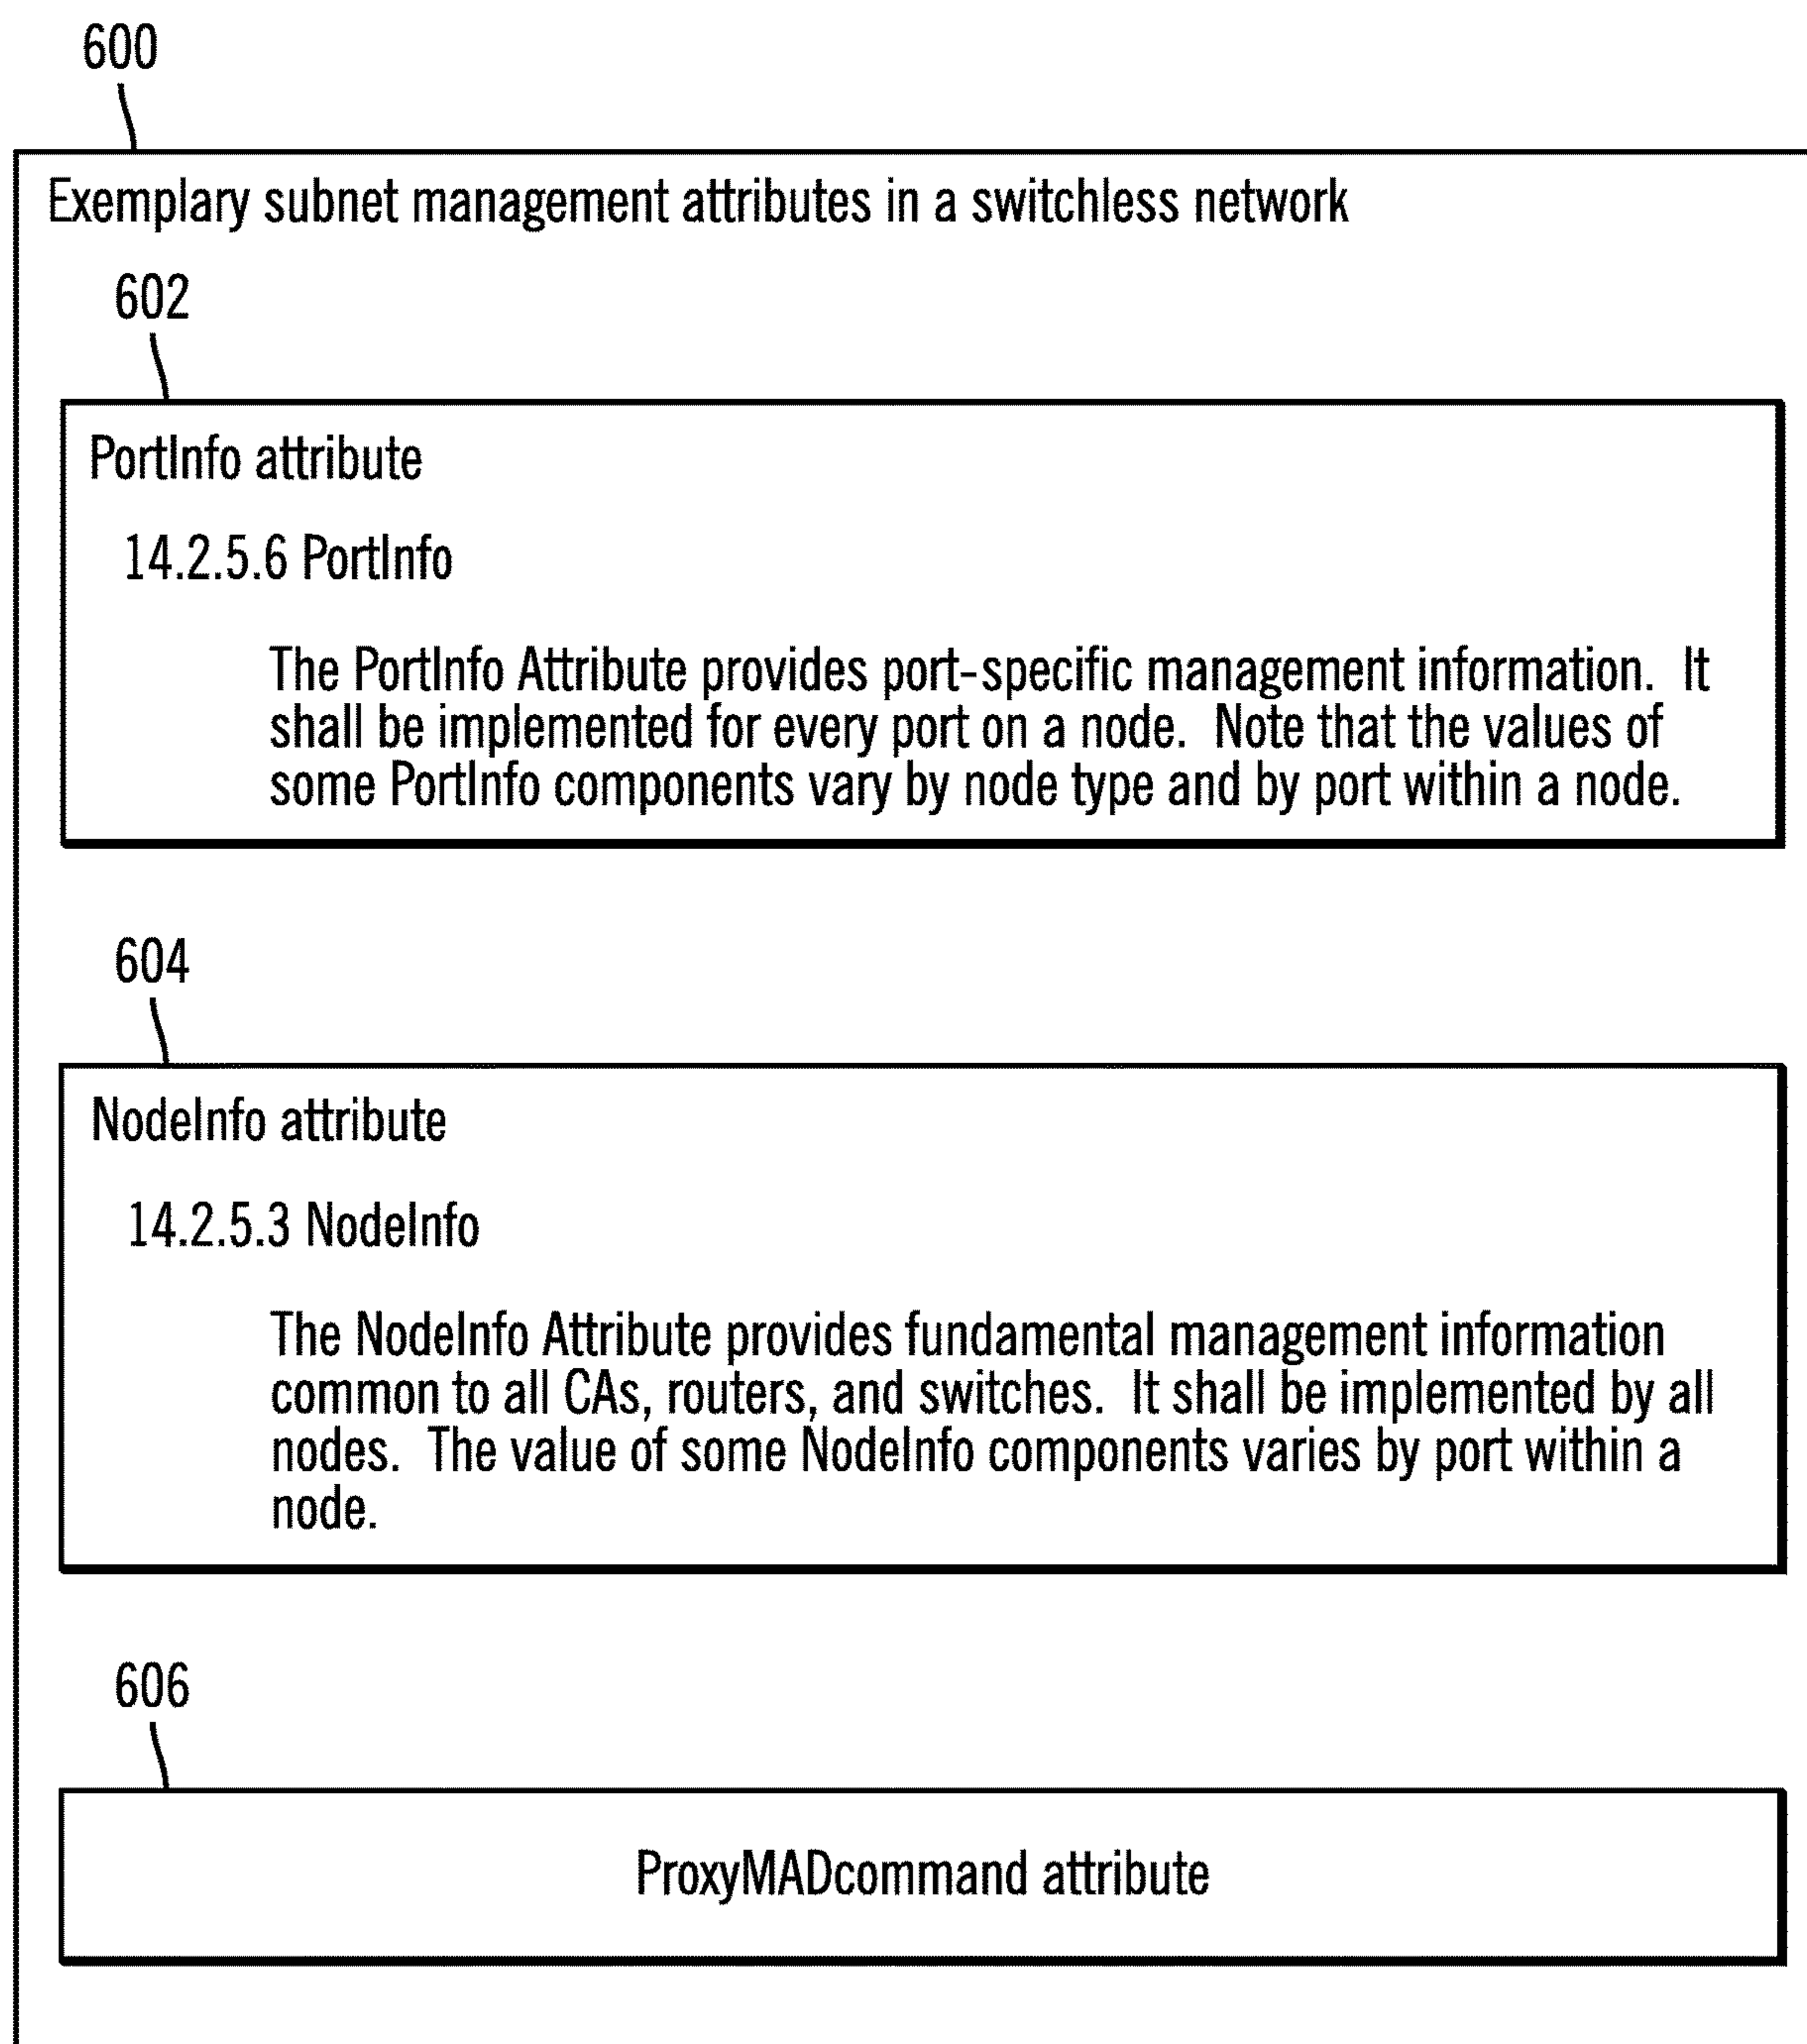 600
Exemplary subnet management attributes in a switchless network
602
PortInfo attribute
14.2.5.6 PortInfo
The PortInfo Attribute provides port-specific management information. It
shall be implemented for every port on a node. Note that the values of
some PortInfo components vary by node type and by port within a node.
604
NodeInfo attribute
14.2.5.3 NodeInfo
The NodeInfo Attribute provides fundamental management information
common to all CAs, routers, and switches. It shall be implemented by all
nodes. The value of some NodeInfo components varies by port within a
node.
606
ProxyMADcommand attribute